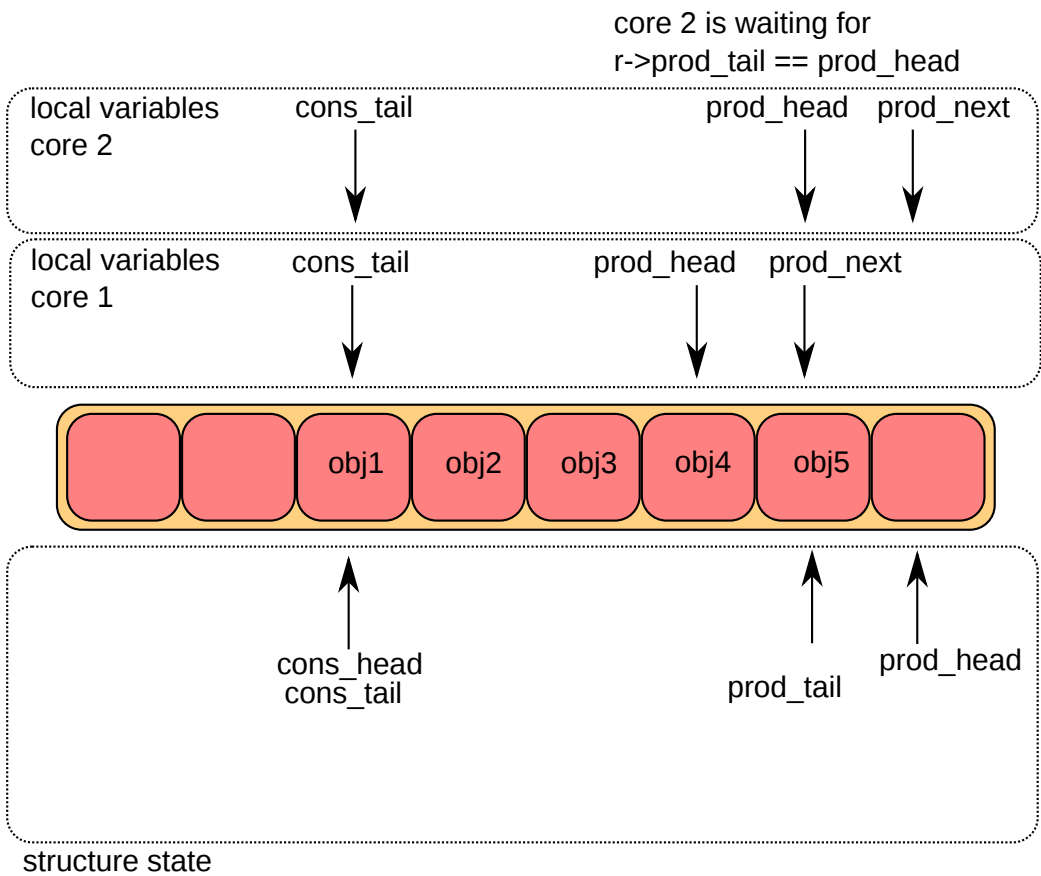 core 2 is waiting for
r->prod_tail == prod_head
local variables
core 2
cons_tail
prod_head
prod_next
local variables
core 1
cons_tail
prod_head
prod_next
obj1
obj2
obj3
obj4
obj5
cons_head
cons_tail
prod_tail
prod_head
structure state